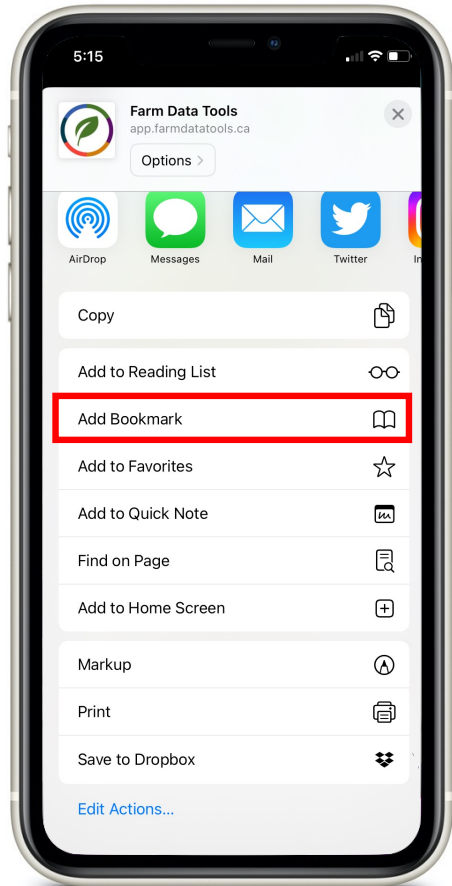 5:15
Farm Data Tools
app.farmdatatools.ca
Options
AirDrop
Messages
Mail
Twitter
In
Copy
Add to Reading List
Add Bookmark
Add to Favorites
Add to Quick Note
Find on Page
Add to Home Screen
Markup
Print
Save to Dropbox
Edit Actions...